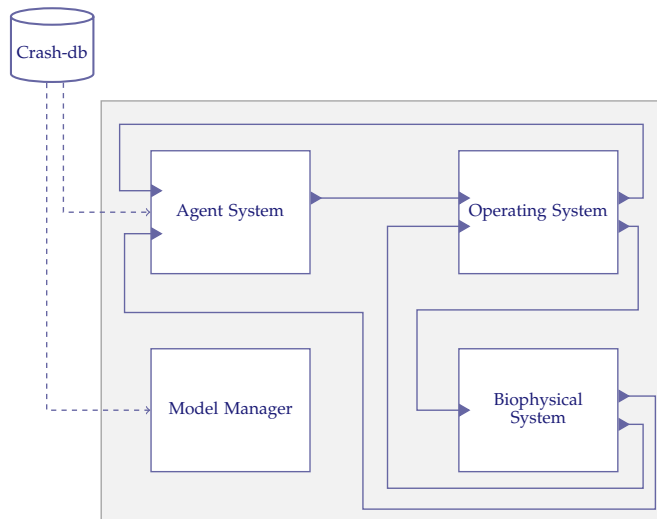 Crash-db
Agent System
Operating System
Model Manager
Biophysical
System